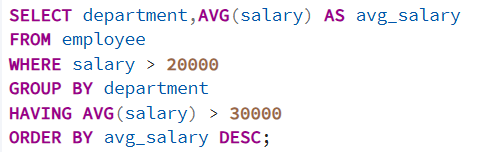 SELECT department,AVG(salary) AS avg_salary
FROM employee
WHERE salary > 20000
GROUP BY department
HAVING AVG(salary) > 30000
ORDER BY avg_salary DESC;